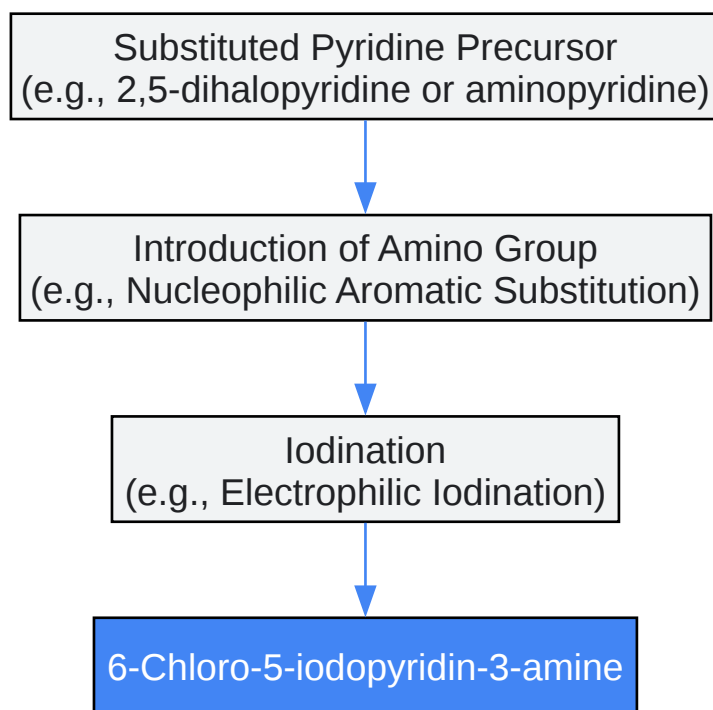 Substituted Pyridine Precursor
(e.g., 2,5-dihalopyridine or aminopyridine)
Introduction of Amino Group
(e.g., Nucleophilic Aromatic Substitution)
Iodination
(e.g., Electrophilic Iodination)
6-Chloro-5-iodopyridin-3-amine